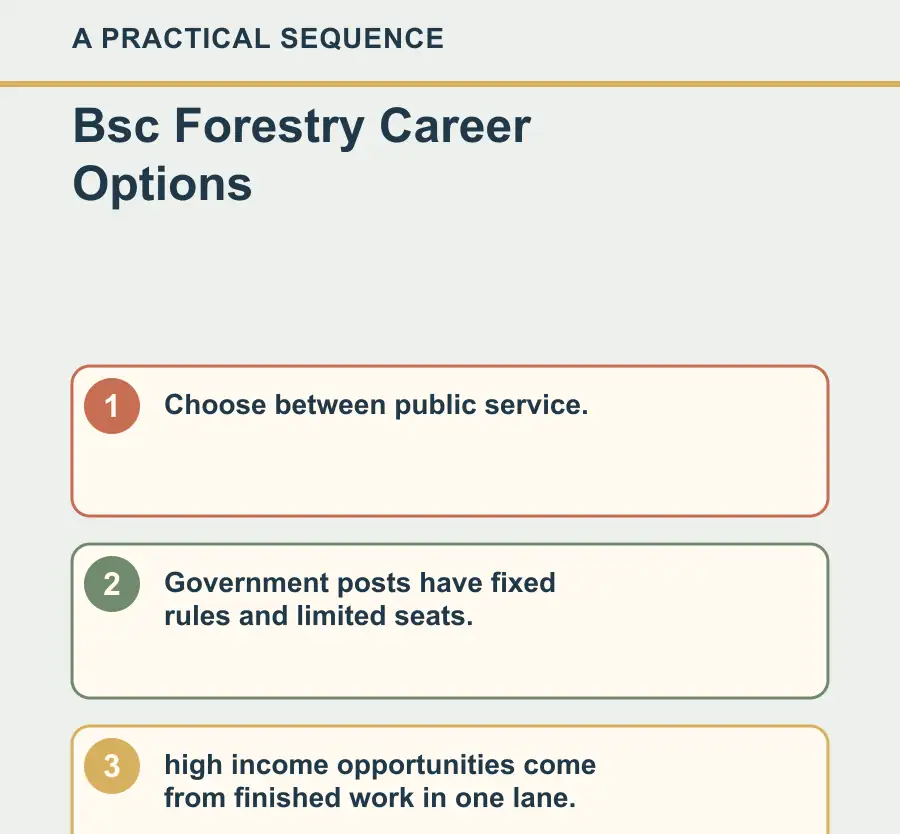 A PRACTICAL SEQUENCE
Bsc Forestry Career
Options
1
Choose between public service.
2
Government posts have fixed
rules and limited seats.
3
high income opportunities come
from finished work in one lane.